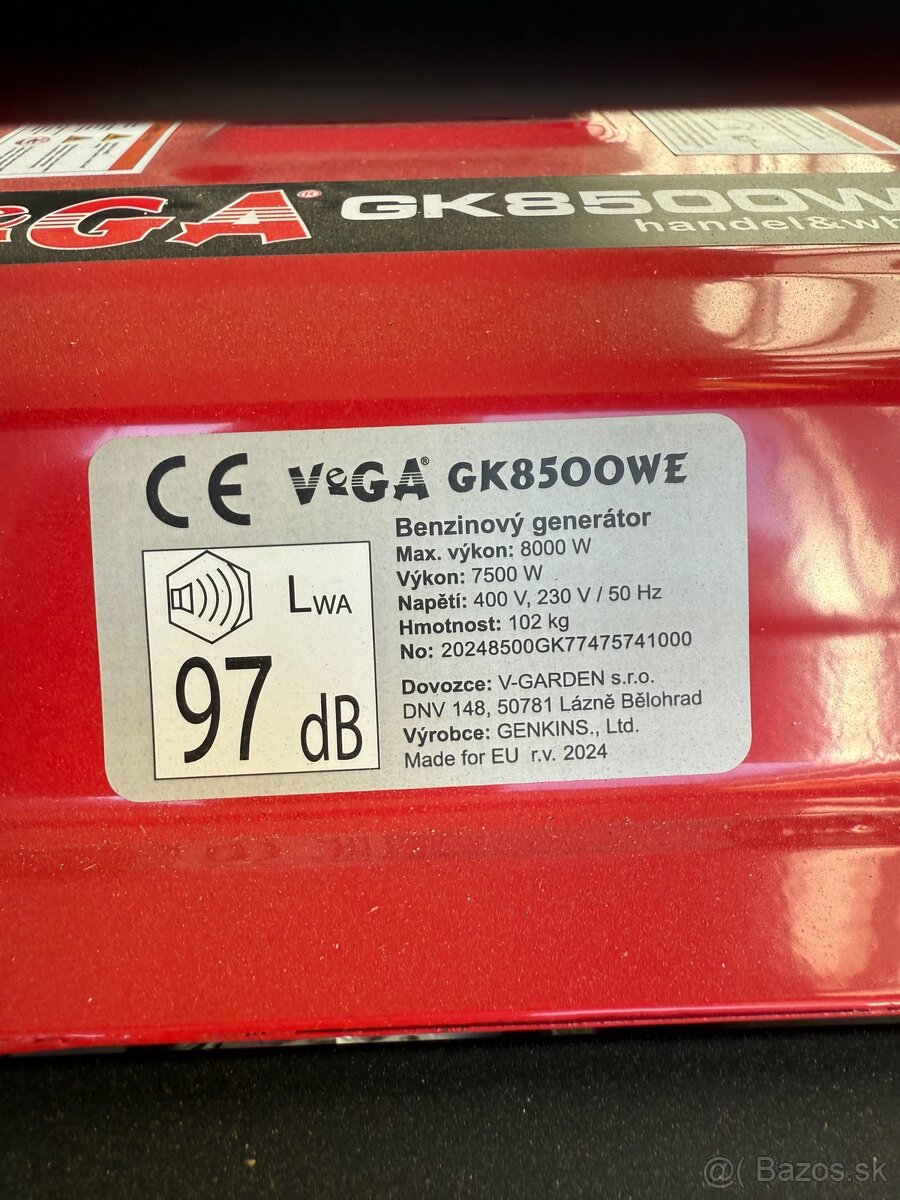 VeGA® GK8500W
handel&wh
CE VeGA® GK8500WE
Benzinový generátor
Max. výkon: 8000 W
Výkon: 7500 W
Napětí: 400 V, 230 V / 50 Hz
Hmotnost: 102 kg
No: 20248500GK77475741000
Dovozce: V-GARDEN s.r.o.
DNV 148, 50781 Lázně Bělohrad
Výrobce: GENKINS., Ltd.
Made for EU r.v. 2024
LWA
97 dB
@( Bazos.sk